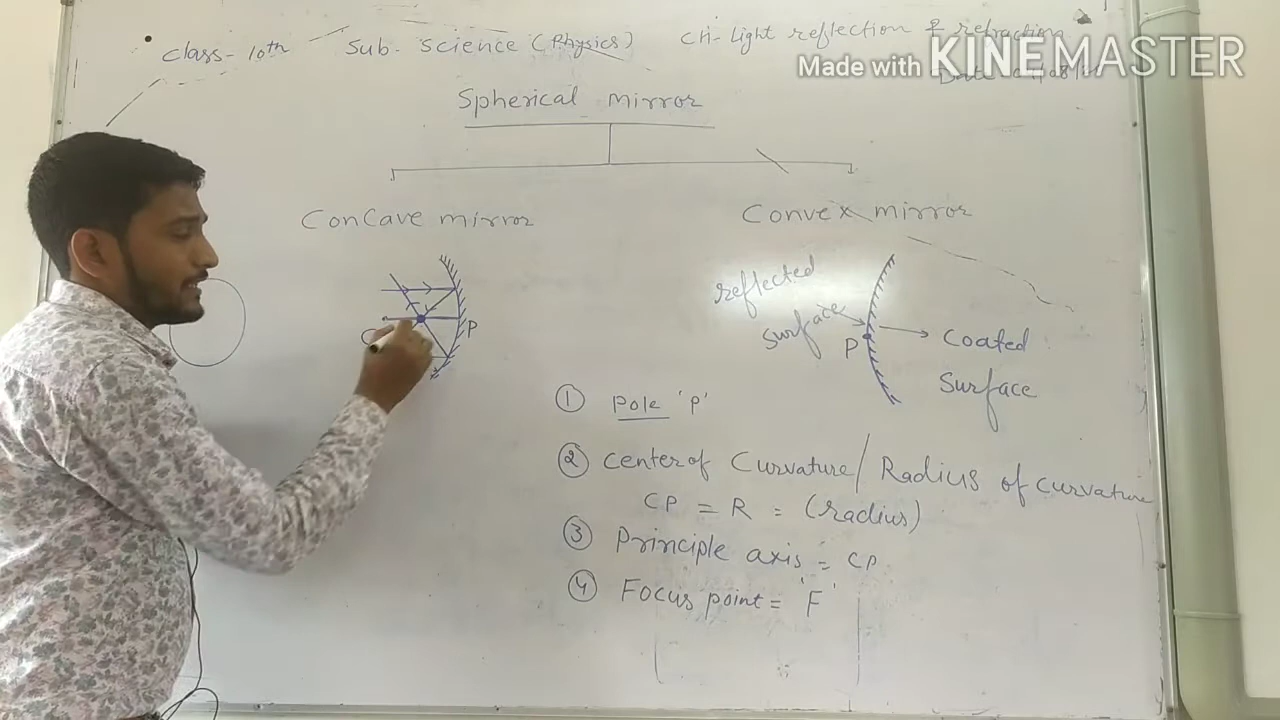 Class-10th Sub-Science (Physics) CH-Light reflection & refraction
Made with KINEMASTER
Date
Spherical mirror
Concave mirror
Convex mirror
reflected
surface
P
C
P
Coated
Surface
① Pole 'P'
② Center of Curvature/Radius of curvature
CP = R = (radius)
③ Principle axis = CP
④ Focus point = 'F'